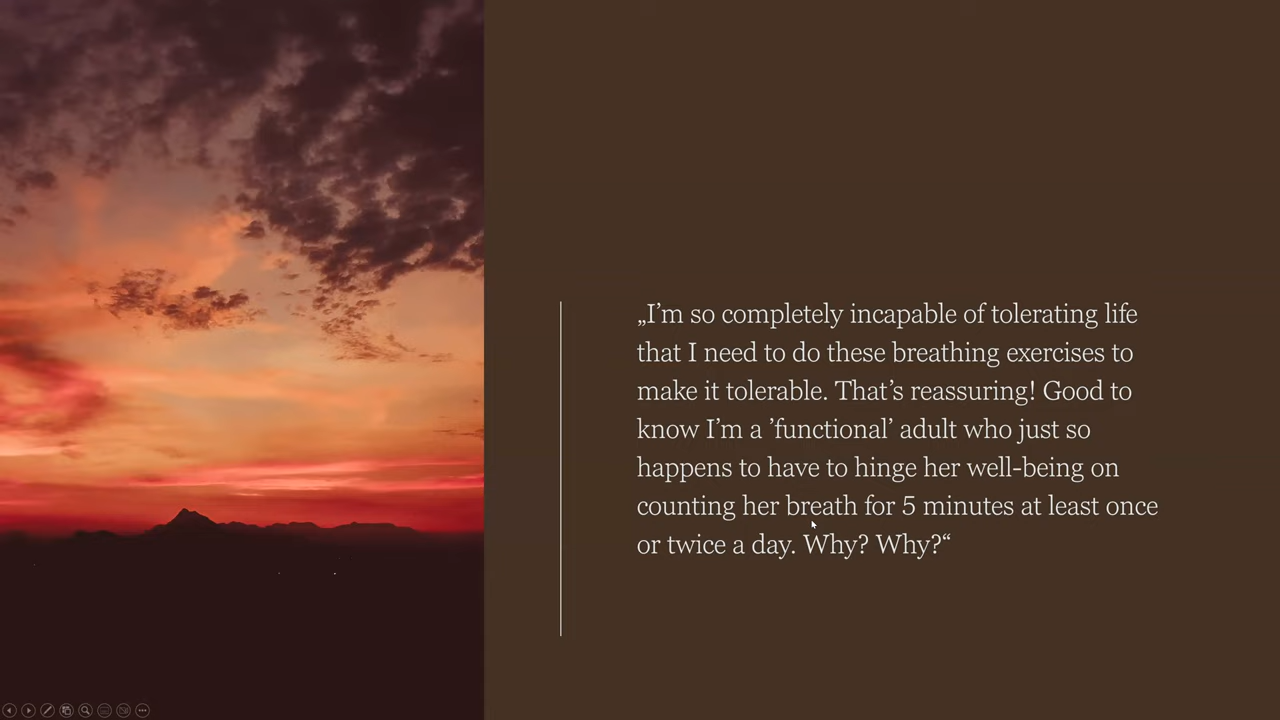 „I’m so completely incapable of tolerating life
that I need to do these breathing exercises to
make it tolerable. That’s reassuring! Good to
know I’m a ’functional’ adult who just so
happens to have to hinge her well-being on
counting her breath for 5 minutes at least once
or twice a day. Why? Why?“